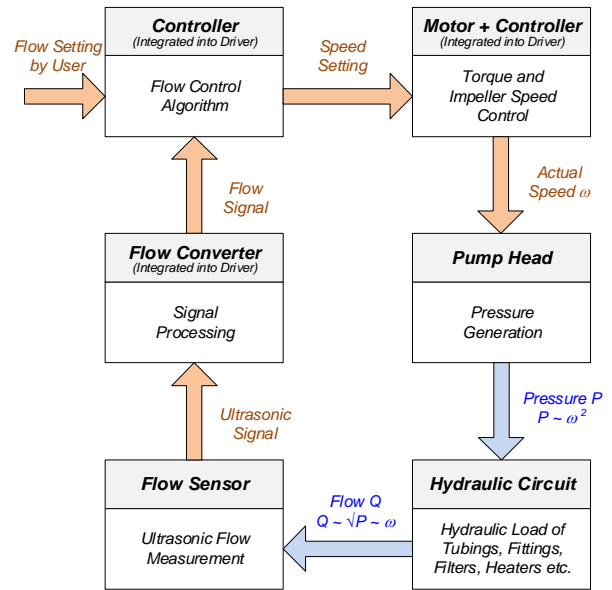 Controller
(Integrated into Driver)
Flow Control
Algorithm
Flow Setting
by User
Speed
Setting
Motor + Controller
(Integrated into Driver)
Torque and
Impeller Speed
Control
Flow
Signal
Actual
Speed ω
Flow Converter
(Integrated into Driver)
Signal
Processing
Pump Head
Pressure
Generation
Ultrasonic
Signal
Pressure P
P ~ ω²
Flow Sensor
Ultrasonic Flow
Measurement
Flow Q
Q ~ √P ~ ω
Hydraulic Circuit
Hydraulic Load of
Tubings, Fittings,
Filters, Heaters etc.